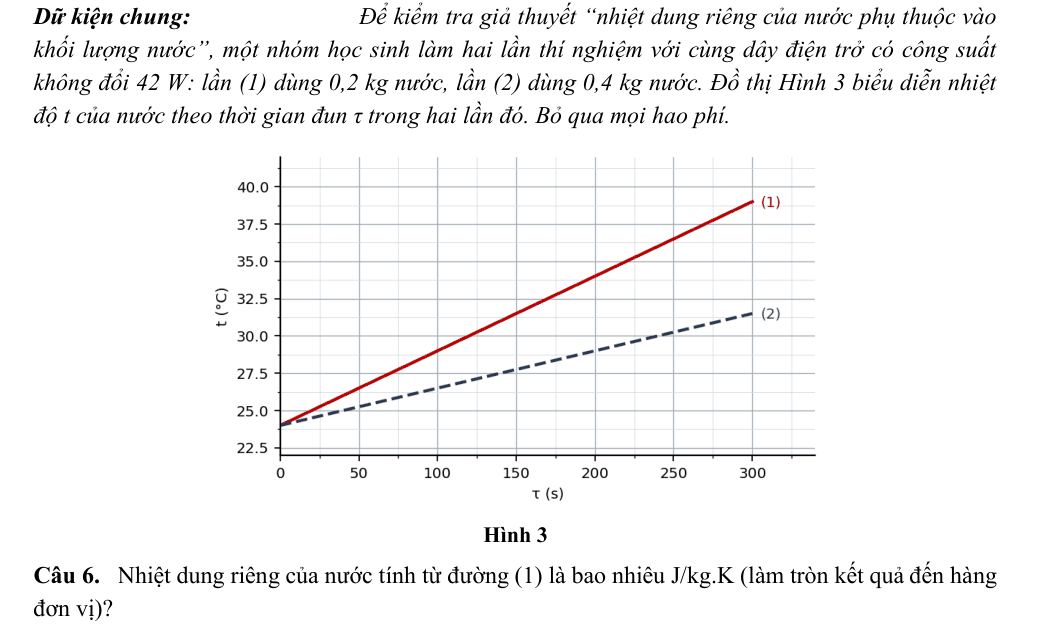 Dữ kiện chung: Để kiểm tra giả thuyết “nhiệt dung riêng của nước phụ thuộc vào
khối lượng nước”, một nhóm học sinh làm hai lần thí nghiệm với cùng dây điện trở có công suất
không đổi 42 W: lần (1) dùng 0,2 kg nước, lần (2) dùng 0,4 kg nước. Đồ thị Hình 3 biểu diễn nhiệt
độ t của nước theo thời gian đun τ trong hai lần đó. Bỏ qua mọi hao phí.
40.0
(1)
37.5
35.0
t (°C)
32.5
(2)
30.0
27.5
25.0
22.5
0 50 100 150 200 250 300
τ (s)
Hình 3
Câu 6. Nhiệt dung riêng của nước tính từ đường (1) là bao nhiêu J/kg.K (làm tròn kết quả đến hàng
đơn vị)?